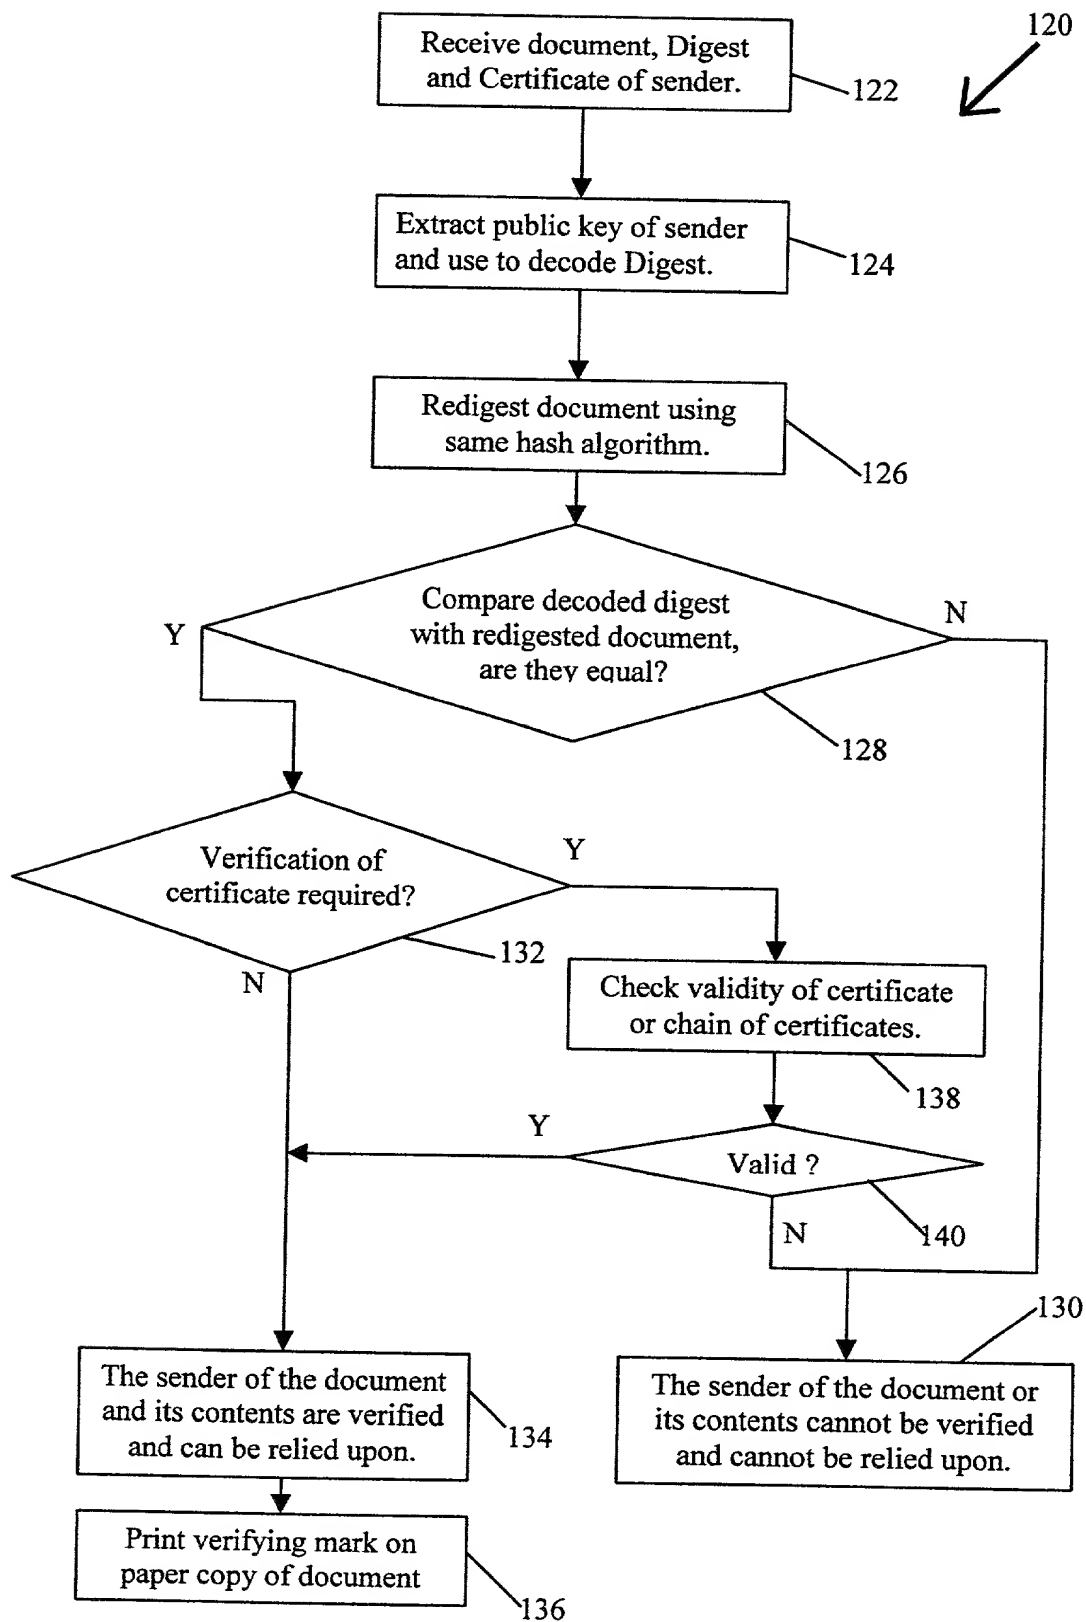 120
Receive document, Digest
and Certificate of sender.
122
Extract public key of sender
and use to decode Digest.
124
Redigest document using
same hash algorithm.
126
Compare decoded digest
with redigested document,
are they equal?
Y
N
128
Verification of
certificate required?
Y
132
N
Check validity of certificate
or chain of certificates.
138
Y
Valid ?
N
140
130
The sender of the document
and its contents are verified
and can be relied upon.
134
The sender of the document or
its contents cannot be verified
and cannot be relied upon.
Print verifying mark on
paper copy of document
136